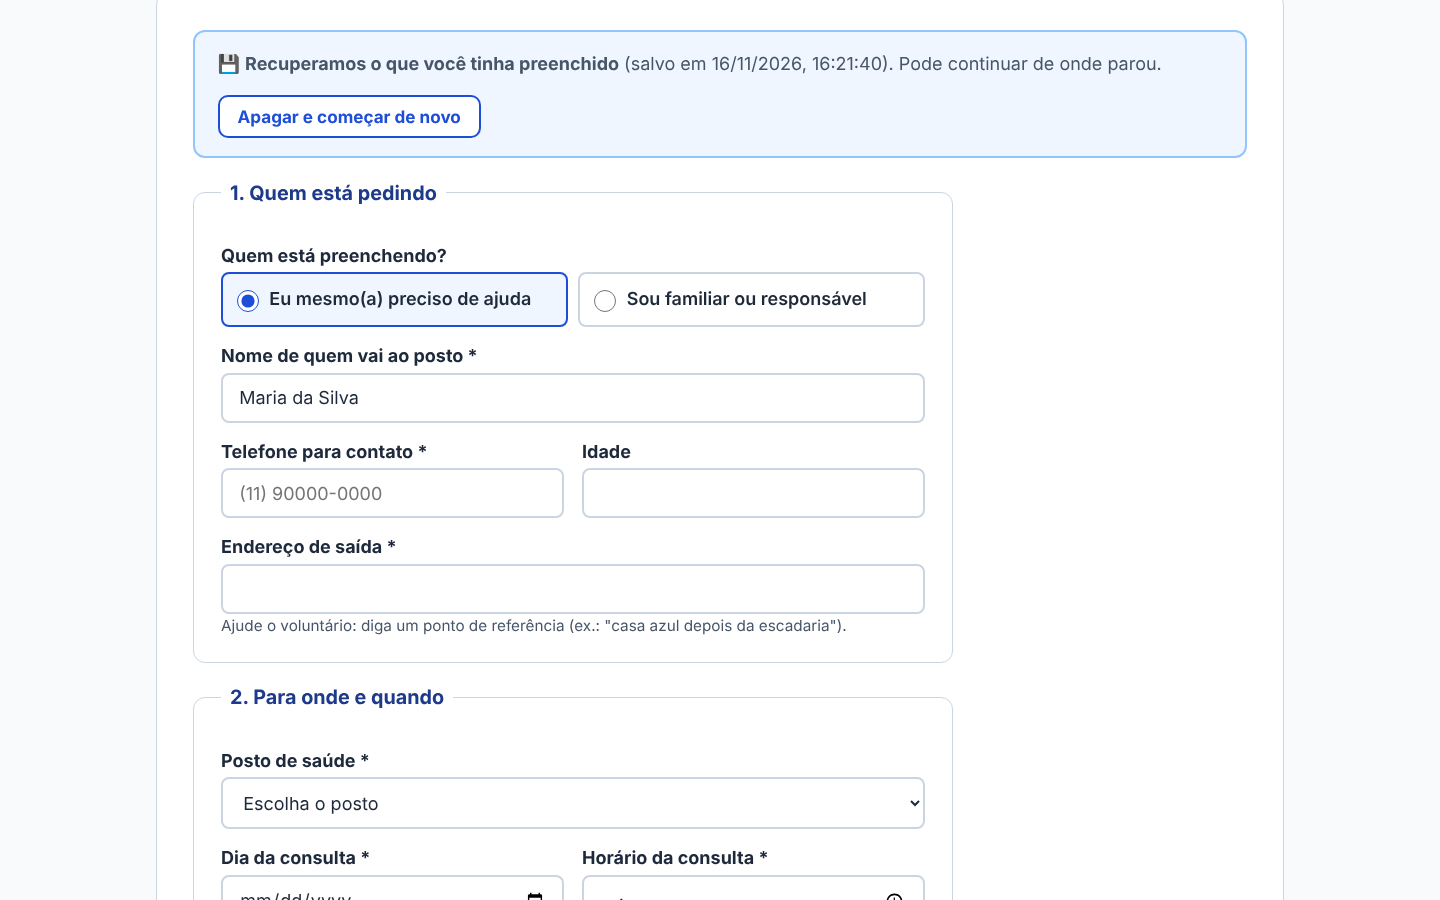 💾 Recuperamos o que você tinha preenchido (salvo em 16/11/2026, 16:21:40). Pode continuar de onde parou.
Apagar e começar de novo
1. Quem está pedindo
Quem está preenchendo?
Eu mesmo(a) preciso de ajuda
Sou familiar ou responsável
Nome de quem vai ao posto *
Maria da Silva
Telefone para contato *
Idade
(11) 90000-0000
Endereço de saída *
Ajude o voluntário: diga um ponto de referência (ex.: "casa azul depois da escadaria").
2. Para onde e quando
Posto de saúde *
Escolha o posto
Dia da consulta *
Horário da consulta *
mm/dd/yyyy